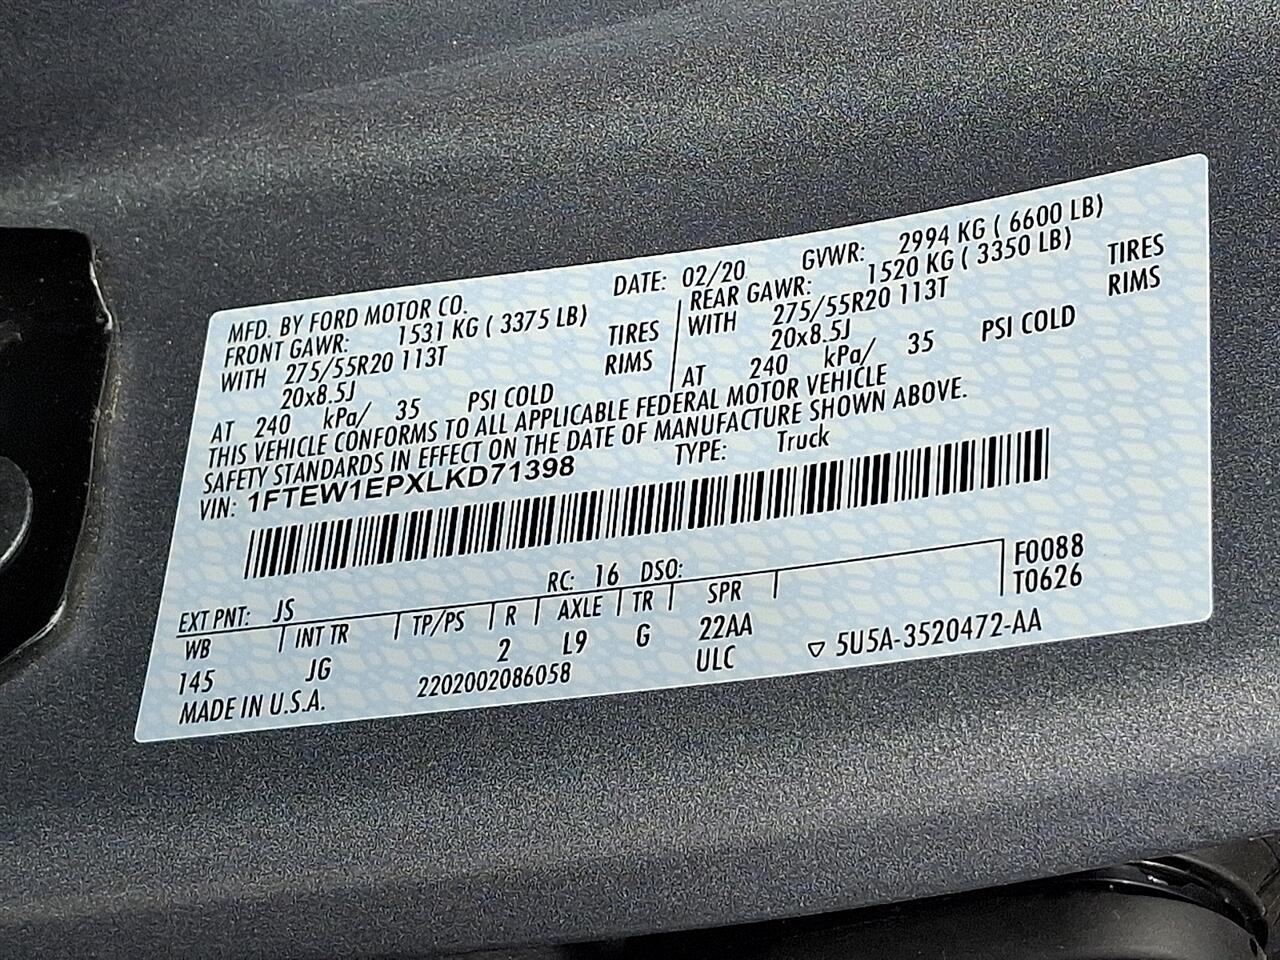 MFD. BY FORD MOTOR CO. DATE: 02/20 GVWR: 2994 KG ( 6600 LB)
FRONT GAWR: 1531 KG ( 3375 LB) REAR GAWR: 1520 KG ( 3350 LB)
WITH 275/55R20 113T TIRES WITH 275/55R20 113T TIRES
20x8.5J RIMS 20x8.5J RIMS
AT 240 kPa/ 35 PSI COLD AT 240 kPa/ 35 PSI COLD
THIS VEHICLE CONFORMS TO ALL APPLICABLE FEDERAL MOTOR VEHICLE
SAFETY STANDARDS IN EFFECT ON THE DATE OF MANUFACTURE SHOWN ABOVE.
VIN: 1FTEW1EPXLKD71398 TYPE: Truck
EXT PNT: JS RC: 16 DSO: F0088
WB INT TR TP/PS R AXLE TR SPR T0626
145 JG 2 L9 G 22AA
MADE IN U.S.A. 2202002086058 ULC ▽ 5U5A-3520472-AA